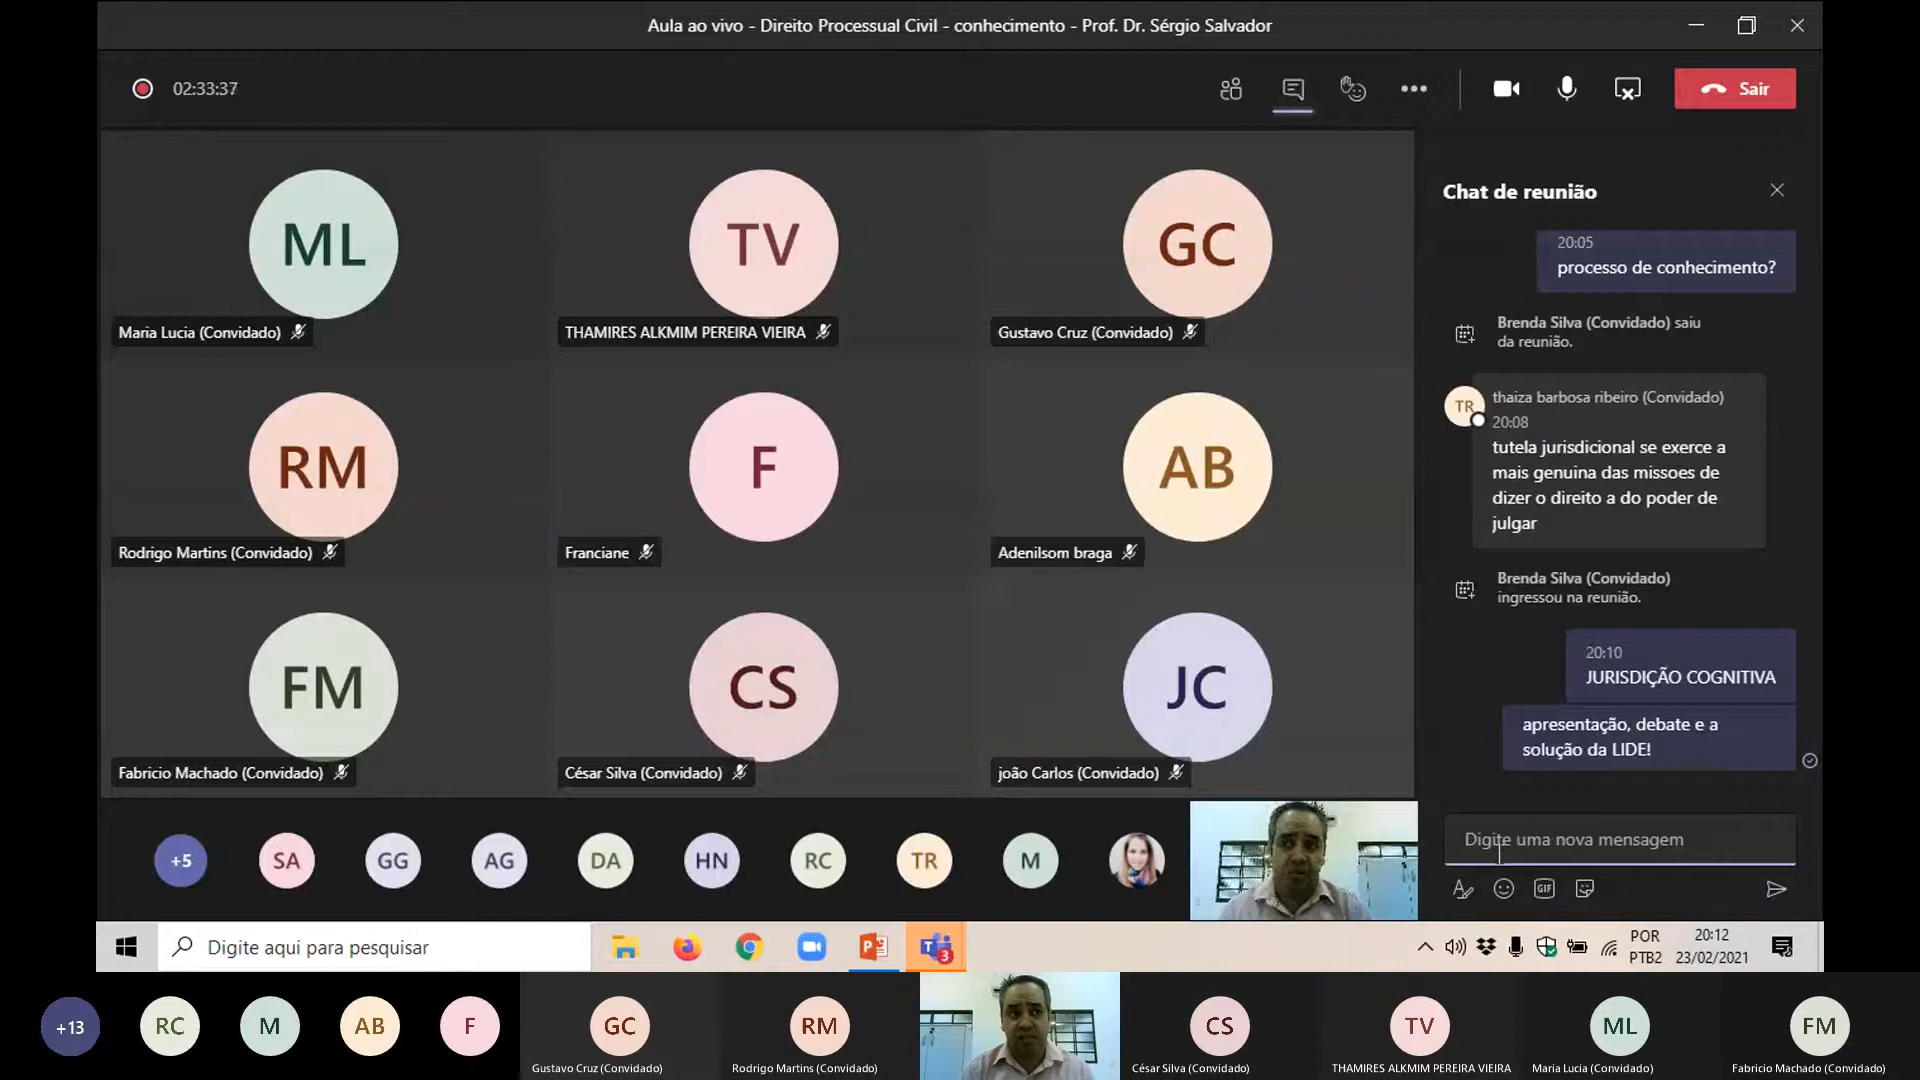 Aula ao vivo - Direito Processual Civil - conhecimento - Prof. Dr. Sérgio Salvador
02:33:37
Sair
ML
Maria Lucia (Convidado)
TV
THAMIRES ALKMIM PEREIRA VIEIRA
GC
Gustavo Cruz (Convidado)
RM
Rodrigo Martins (Convidado)
F
Franciane
AB
Adenilsom braga
FM
Fabricio Machado (Convidado)
CS
César Silva (Convidado)
JC
joão Carlos (Convidado)
Chat de reunião
20:05
processo de conhecimento?
Brenda Silva (Convidado) saiu
da reunião.
TR
thaiza barbosa ribeiro (Convidado)
20:08
tutela jurisdicional se exerce a
mais genuina das missoes de
dizer o direito a do poder de
julgar
Brenda Silva (Convidado)
ingressou na reunião.
20:10
JURISDIÇÃO COGNITIVA
apresentação, debate e a
solução da LIDE!
Digite uma nova mensagem
GIF
+5
SA
GG
AG
DA
HN
RC
TR
M
Digite aqui para pesquisar
3
POR
PTB2
20:12
23/02/2021
+13
RC
M
AB
F
GC
Gustavo Cruz (Convidado)
RM
Rodrigo Martins (Convidado)
CS
César Silva (Convidado)
TV
THAMIRES ALKMIM PEREIRA VIEIRA
ML
Maria Lucia (Convidado)
FM
Fabricio Machado (Convidado)